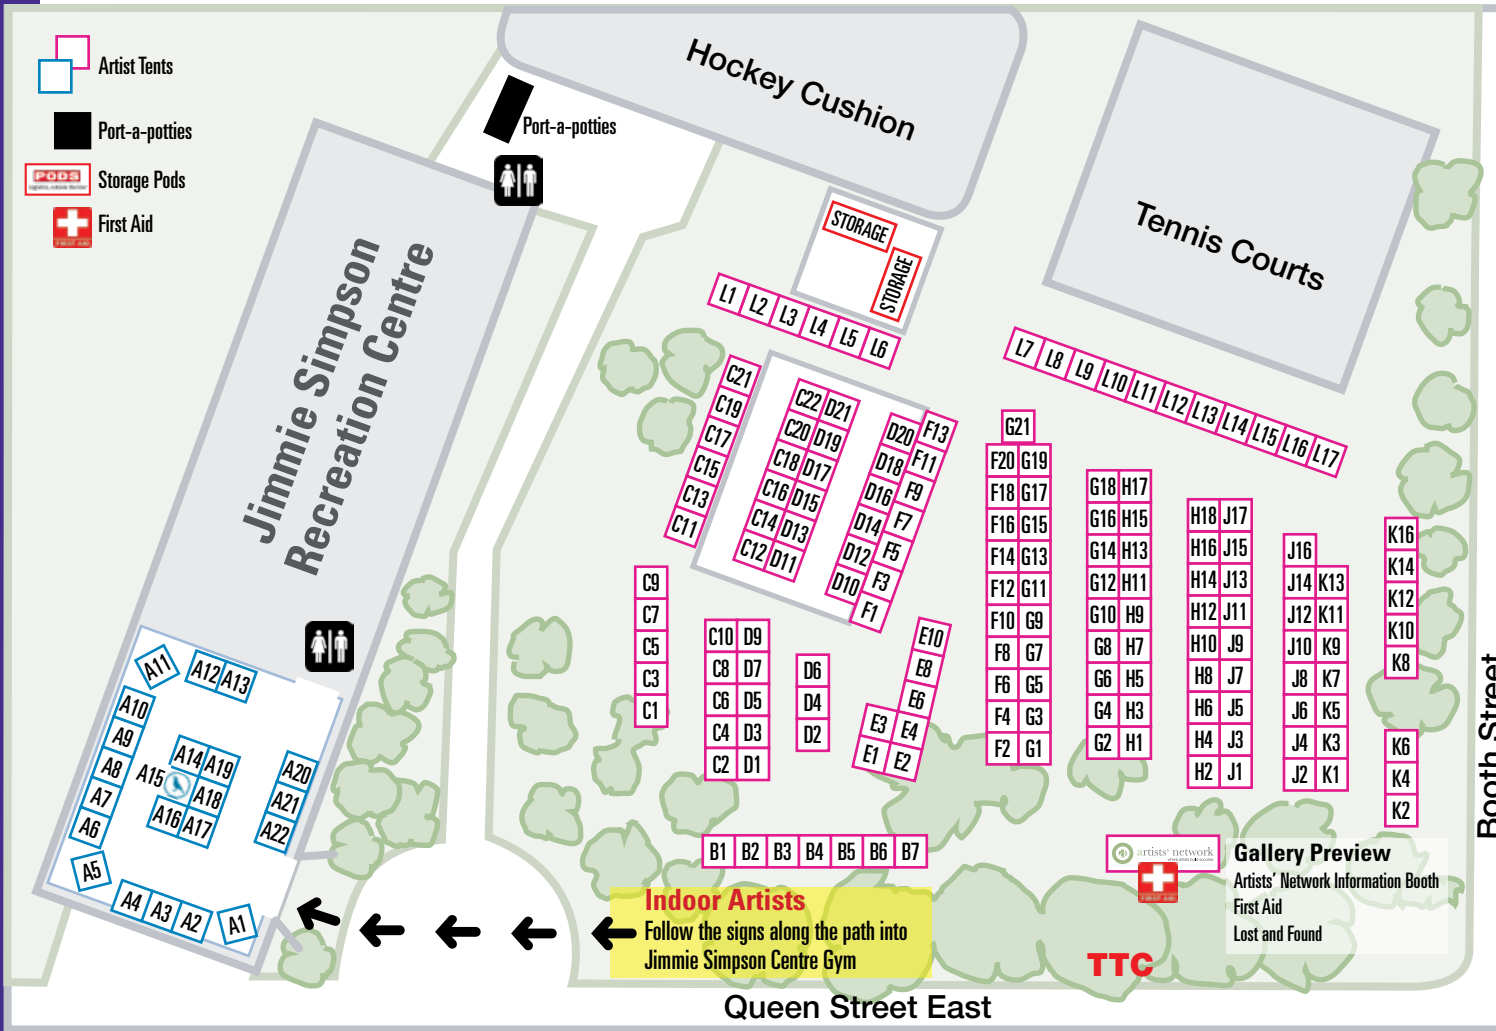 Artist Tents
Port-a-potties
PODS
Storage Pods
FIRST AID
First Aid
Port-a-potties
Hockey Cushion
Tennis Courts
STORAGE
STORAGE
Jimmie Simpson
Recreation Centre
L1 L2 L3 L4 L5 L6
L7 L8 L9 L10 L11 L12 L13 L14 L15 L16 L17
C21
C19
C17
C15
C13
C11
C22 D21
C20 D19
C18 D17
C16 D15
C14 D13
C12 D11
D20 F13
D18 F11
D16 F9
D14 F7
D12 F5
D10 F3
F1
G21
F20 G19
F18 G17
F16 G15
F14 G13
F12 G11
F10 G9
F8 G7
F6 G5
F4 G3
F2 G1
G18 H17
G16 H15
G14 H13
G12 H11
G10 H9
G8 H7
G6 H5
G4 H3
G2 H1
H18 J17
H16 J15
H14 J13
H12 J11
H10 J9
H8 J7
H6 J5
H4 J3
H2 J1
J16
J14 K13
J12 K11
J10 K9
J8 K7
J6 K5
J4 K3
J2 K1
K16
K14
K12
K10
K8
K6
K4
K2
C9
C7
C5
C3
C1
C10 D9
C8 D7
C6 D5
C4 D3
C2 D1
D6
D4
D2
E10
E8
E6
E3 E4
E1 E2
B1 B2 B3 B4 B5 B6 B7
A11 A12 A13
A10
A9
A8
A7
A6
A5
A4 A3 A2 A1
A14 A19
A15 A18
A16 A17
A20
A21
A22
Booth Street
artists' network
FIRST AID
Gallery Preview
Artists' Network Information Booth
First Aid
Lost and Found
Indoor Artists
Follow the signs along the path into
Jimmie Simpson Centre Gym
TTC
Queen Street East